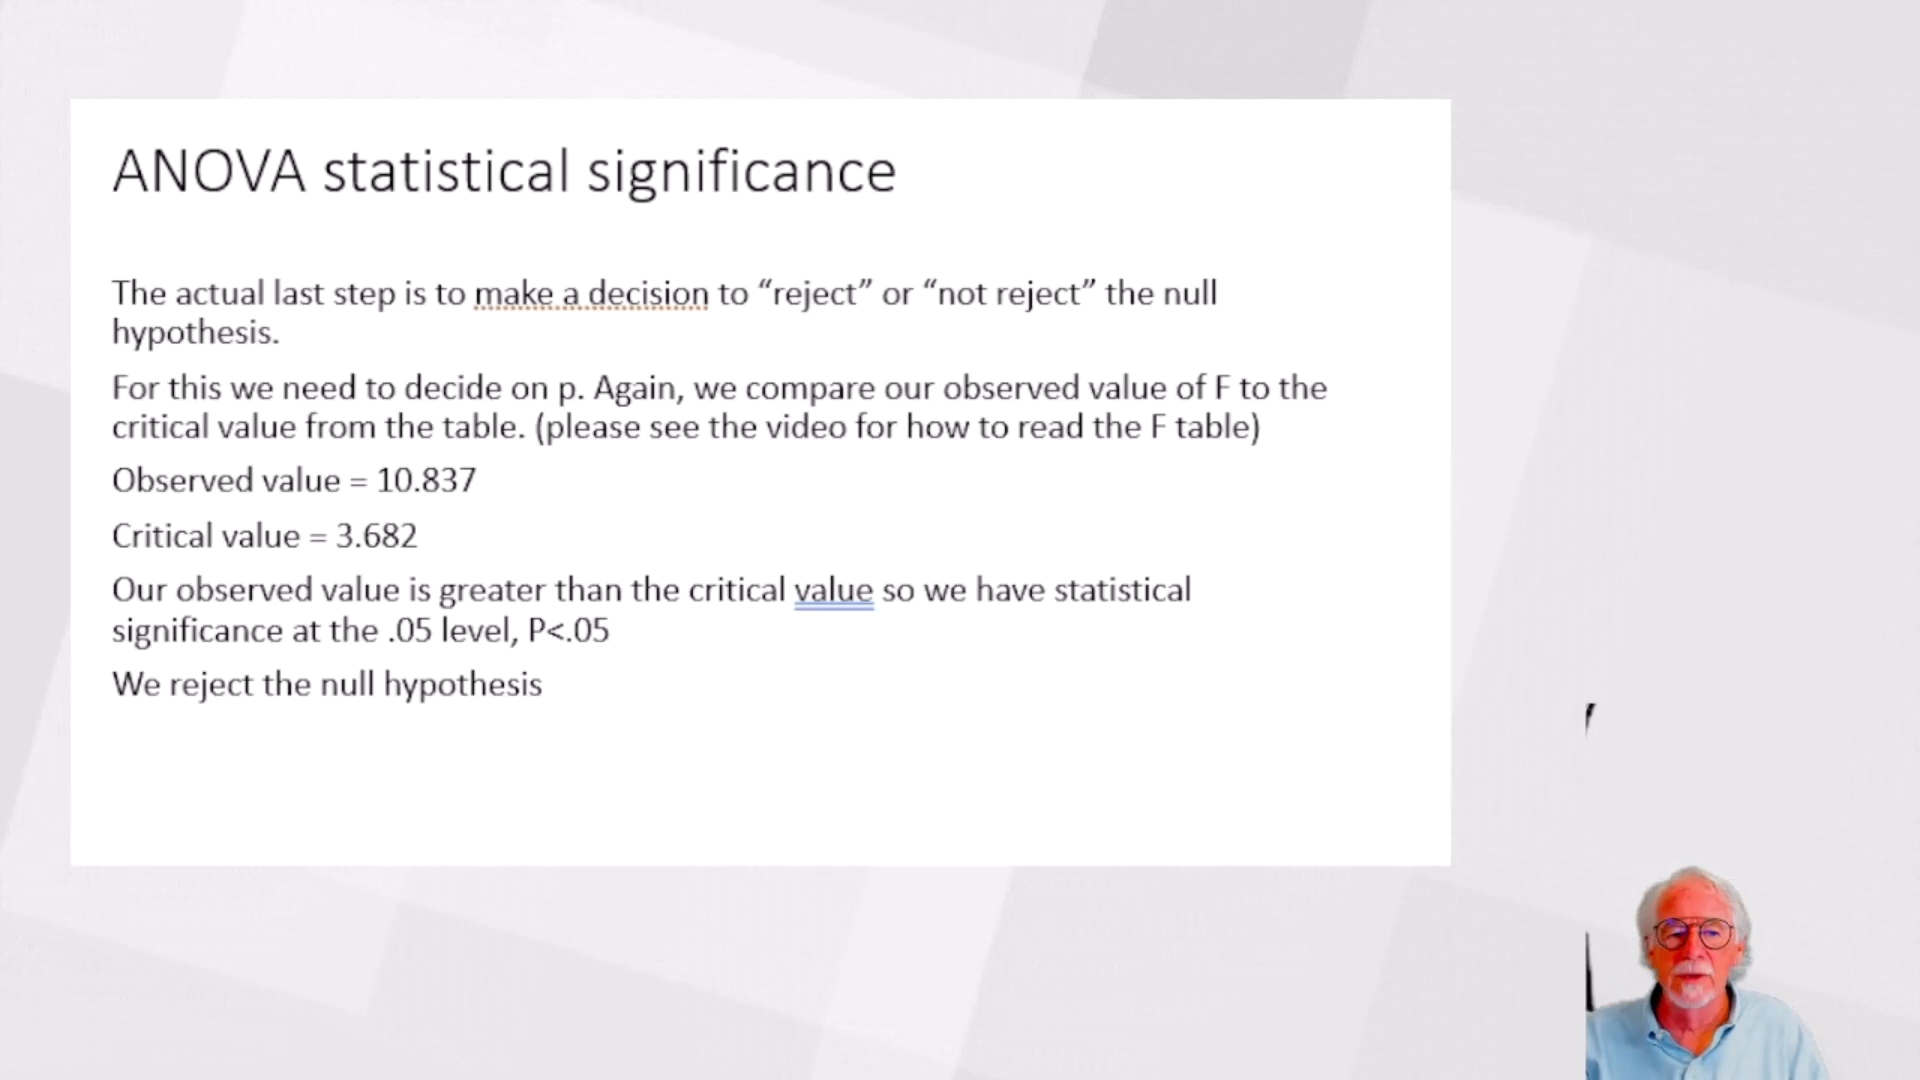 ANOVA statistical significance
The actual last step is to make a decision to “reject” or “not reject” the null
hypothesis.
For this we need to decide on p. Again, we compare our observed value of F to the
critical value from the table. (please see the video for how to read the F table)
Observed value = 10.837
Critical value = 3.682
Our observed value is greater than the critical value so we have statistical
significance at the .05 level, P<.05
We reject the null hypothesis